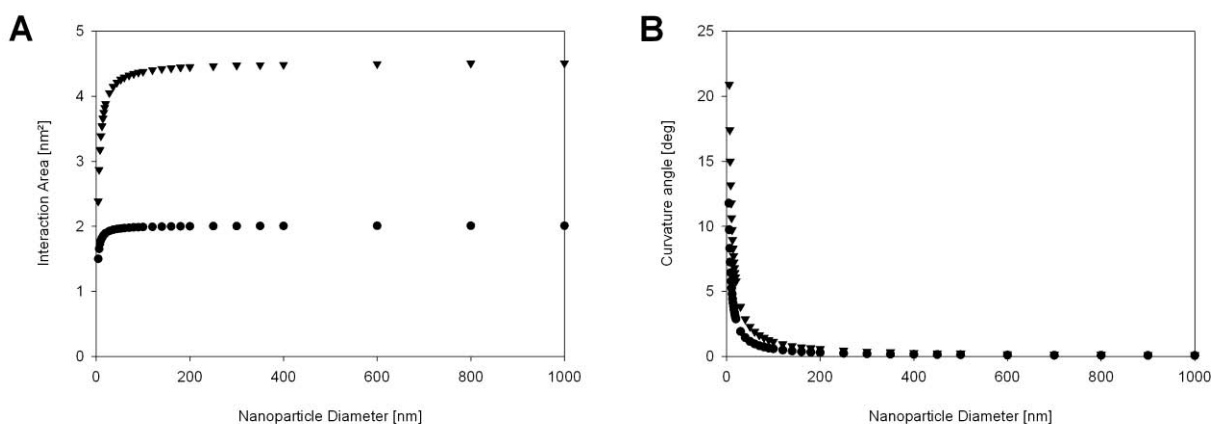 A
Interaction Area [nm²]
5
4
3
2
1
0
0 200 400 600 800 1000
Nanoparticle Diameter [nm]
B
Curvature angle [deg]
25
20
15
10
5
0
0 200 400 600 800 1000
Nanoparticle Diameter [nm]